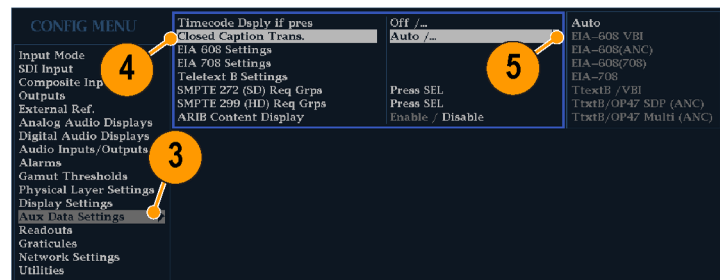 CONFIG MENU
Input Mode
SDI Input
Composite Inp
Outputs
External Ref.
Analog Audio Displays
Digital Audio Displays
Audio Inputs/Outputs
Alarms
Gamut Thresholds
Physical Layer Settings
Display Settings
Aux Data Settings
Readouts
Graticules
Network Settings
Utilities
3
4
Timecode Dsply if pres Off /...
Closed Caption Trans. Auto /...
EIA 608 Settings
EIA 708 Settings
Teletext B Settings
SMPTE 272 (SD) Req Grps Press SEL
SMPTE 299 (HD) Req Grps Press SEL
ARIB Content Display Enable / Disable
5
Auto
EIA-608 VBI
EIA-608(ANC)
EIA-608(708)
EIA-708
TtextB /VBI
TtxtB/OP47 SDP (ANC)
TtxtB/OP47 Multi (ANC)